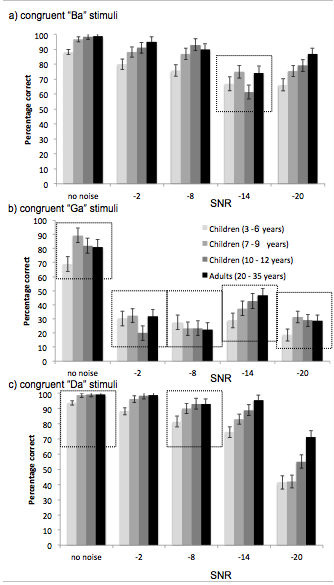 a) congruent "Ba" stimuli
Percentage correct
100
90
80
70
60
50
40
30
20
10
0
no noise -2 -8 -14 -20
SNR
b) congruent "Ga" stimuli
Percentage correct
100
90
80
70
60
50
40
30
20
10
0
Children (3 -6 years)
Children (7 -9 years)
Children (10 - 12 years)
Adults (20 - 35 years)
no noise -2 -8 -14 -20
SNR
c) congruent "Da" stimuli
Percentage correct
100
90
80
70
60
50
40
30
20
10
0
no noise -2 -8 -14 -20
SNR